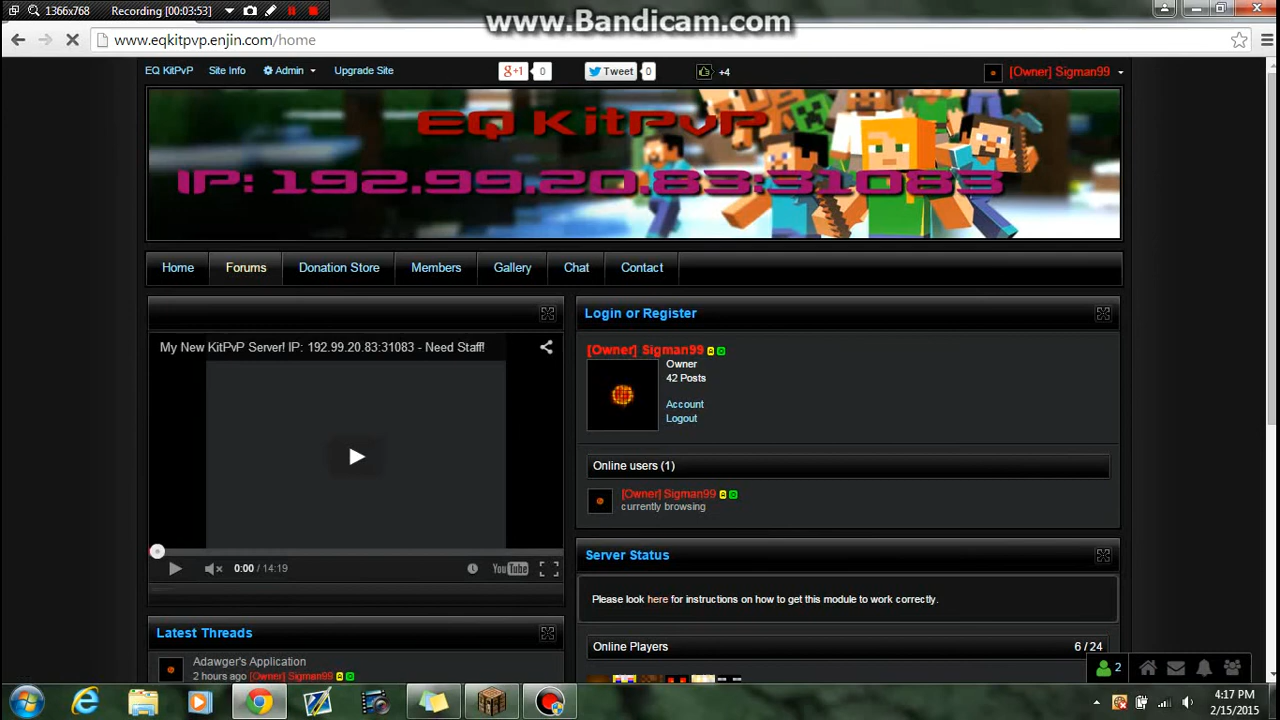 1366x768 Recording [00:03:53]
www.Bandicam.com
www.eqkitpvp.enjin.com/home
EQ KitPvP Site Info Admin Upgrade Site g+1 0 Tweet 0 +4 [Owner] Sigman99
EQ KitPvP
IP: 192.99.20.83:31083
Home Forums Donation Store Members Gallery Chat Contact
My New KitPvP Server! IP: 192.99.20.83:31083 - Need Staff!
0:00 / 14:19 YouTube
Latest Threads
Adawger's Application
2 hours ago [Owner] Sigman99
Login or Register
[Owner] Sigman99
Owner
42 Posts
Account
Logout
Online users (1)
[Owner] Sigman99
currently browsing
Server Status
Please look here for instructions on how to get this module to work correctly.
Online Players 6 / 24
2
4:17 PM
2/15/2015